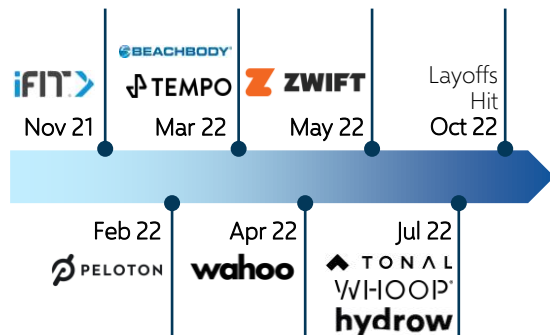 BEACHBODY
iFIT
TEMPO
ZWIFT
Layoffs
Hit
Nov 21
Mar 22
May 22
Oct 22
Feb 22
Apr 22
Jul 22
PELOTON
wahoo
TONAL
WHOOP
hydrow